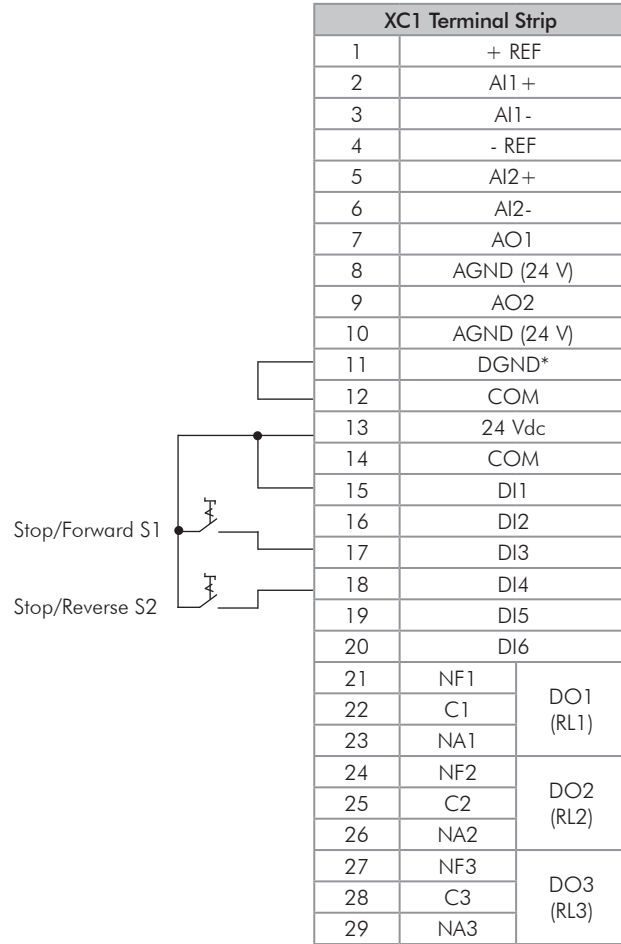 XC1 Terminal Strip
1 + REF
2 AI1+
3 AI1-
4 - REF
5 AI2+
6 AI2-
7 AO1
8 AGND (24 V)
9 AO2
10 AGND (24 V)
11 DGND*
12 COM
13 24 Vdc
14 COM
15 DI1
16 DI2
Stop/Forward S1
17 DI3
18 DI4
Stop/Reverse S2
19 DI5
20 DI6
21 NF1
22 C1
23 NA1
DO1
(RL1)
24 NF2
25 C2
26 NA2
DO2
(RL2)
27 NF3
28 C3
29 NA3
DO3
(RL3)